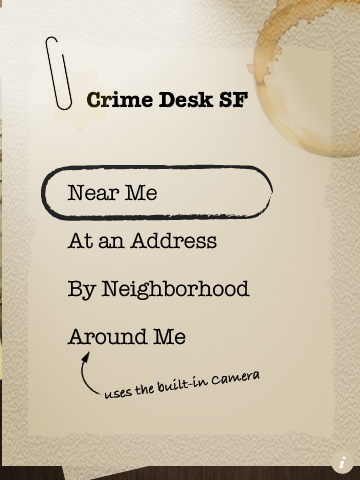 Crime Desk SF
Near Me
At an Address
By Neighborhood
Around Me
uses the built-in camera
i